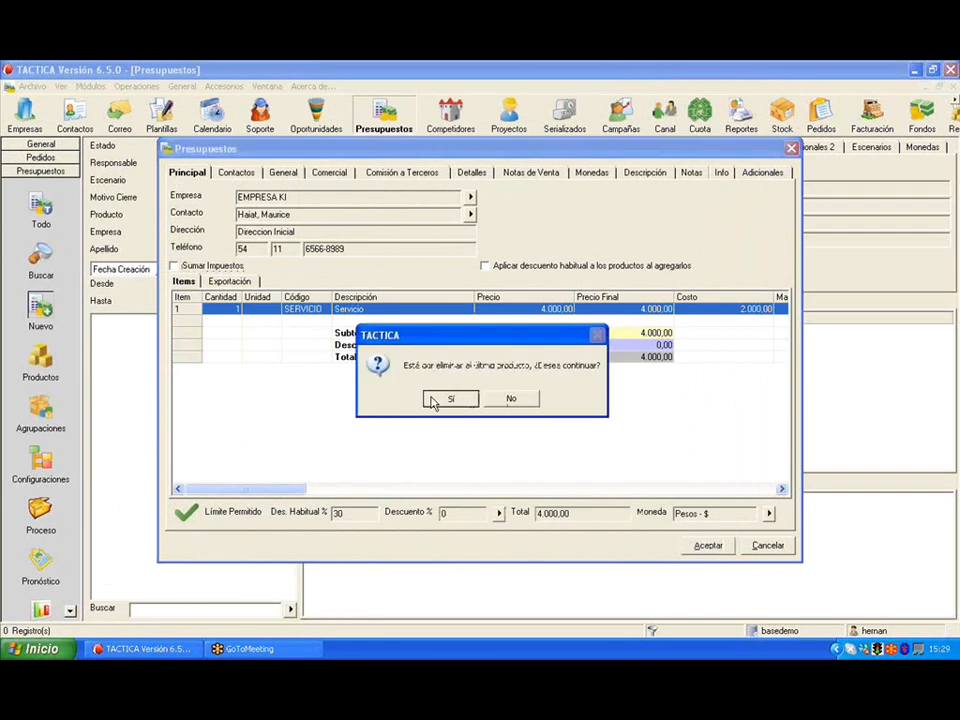 TACTICA Versión 6.5.0 - [Presupuestos]
Archivo Ver Módulos Operaciones General Accesorios Ventana Acerca de...
Empresas Contactos Correo Plantillas Calendario Soporte Oportunidades Presupuestos Competidores Proyectos Serializados Campañas Canal Cuota Reportes Stock Pedidos Facturación Fondos Re
General
Pedidos
Presupuestos
Todo
Buscar
Nuevo
Productos
Agrupaciones
Configuraciones
Proceso
Pronóstico
Estado
Responsable
Escenario
Motivo Cierre
Producto
Empresa
Apellido
Fecha Creación
Desde
Hasta
Buscar
onales 2 Escenarios Monedas
Presupuestos
Principal Contactos General Comercial Comisión a Terceros Detalles Notas de Venta Monedas Descripción Notas Info Adicionales
Empresa EMPRESA KI
Contacto Haiat, Maurice
Dirección Direccion Inicial
Teléfono 54 11 6566-8989
Sumar Impuestos Aplicar descuento habitual a los productos al agregarlos
Items Exportación
Item Cantidad Unidad Código Descripción Precio Precio Final Costo Ma
1 1 SERVICIO Servicio 4.000,00 4.000,00 2.000,00
Subt 4.000,00
Desc 0,00
Total 4.000,00
TACTICA
Está por eliminar el último producto, ¿Desea continuar?
Sí No
Límite Permitido Des. Habitual % 30 Descuento % 0 Total 4.000,00 Moneda Pesos - $
Aceptar Cancelar
0 Registro(s) basedemo hernan
Inicio TACTICA Versión 6.5.... GoToMeeting 15:29